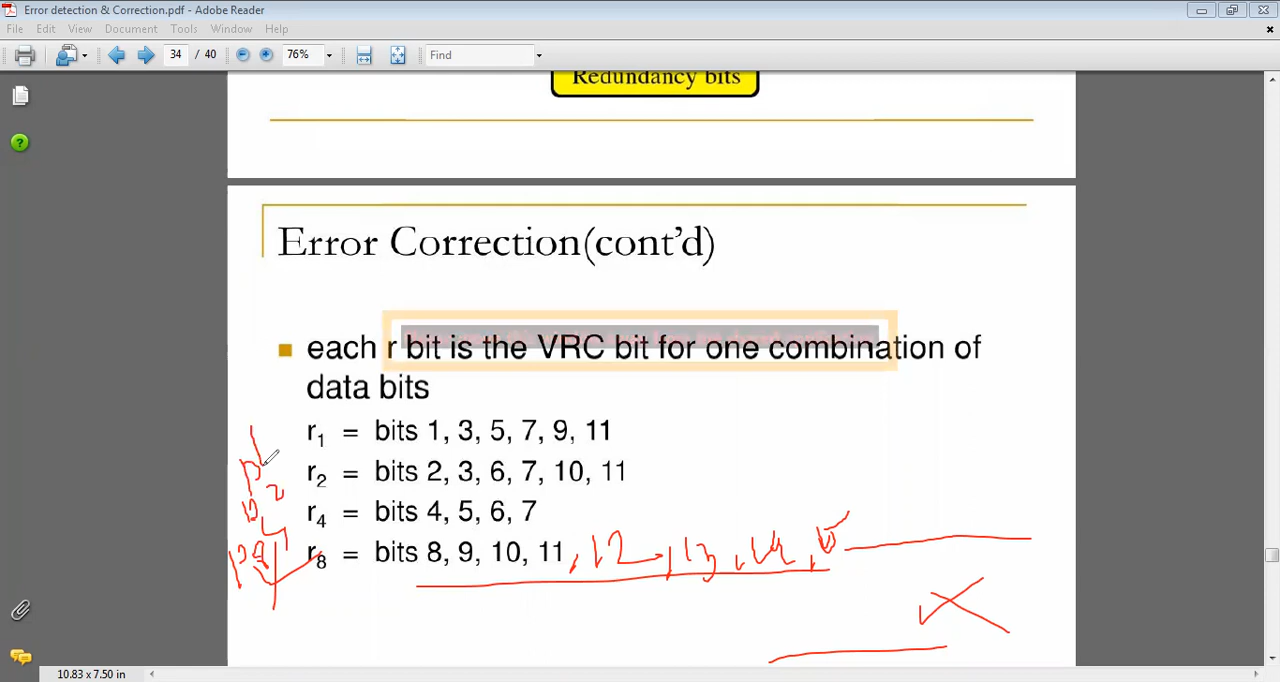 Error detection & Correction.pdf - Adobe Reader
File Edit View Document Tools Window Help
34 / 40 76% Find
Redundancy bits
Error Correction(cont’d)
each r bit is the VRC bit for one combination of
data bits
r1 = bits 1, 3, 5, 7, 9, 11
r2 = bits 2, 3, 6, 7, 10, 11
r4 = bits 4, 5, 6, 7
r8 = bits 8, 9, 10, 11 , 12 , 13 , 14 , 15
10.83 x 7.50 in